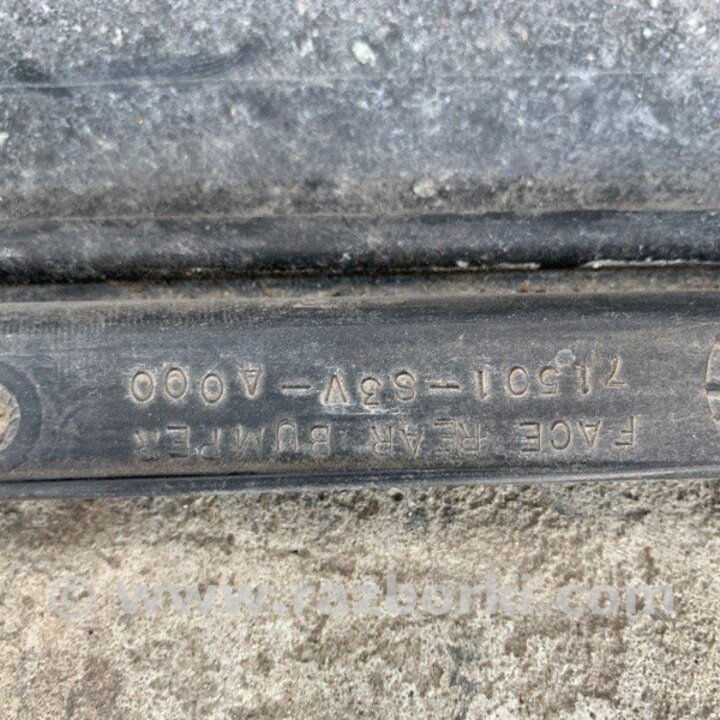 FACE REAR BUMPER
71501-S3V-A000
© www.razborki.com